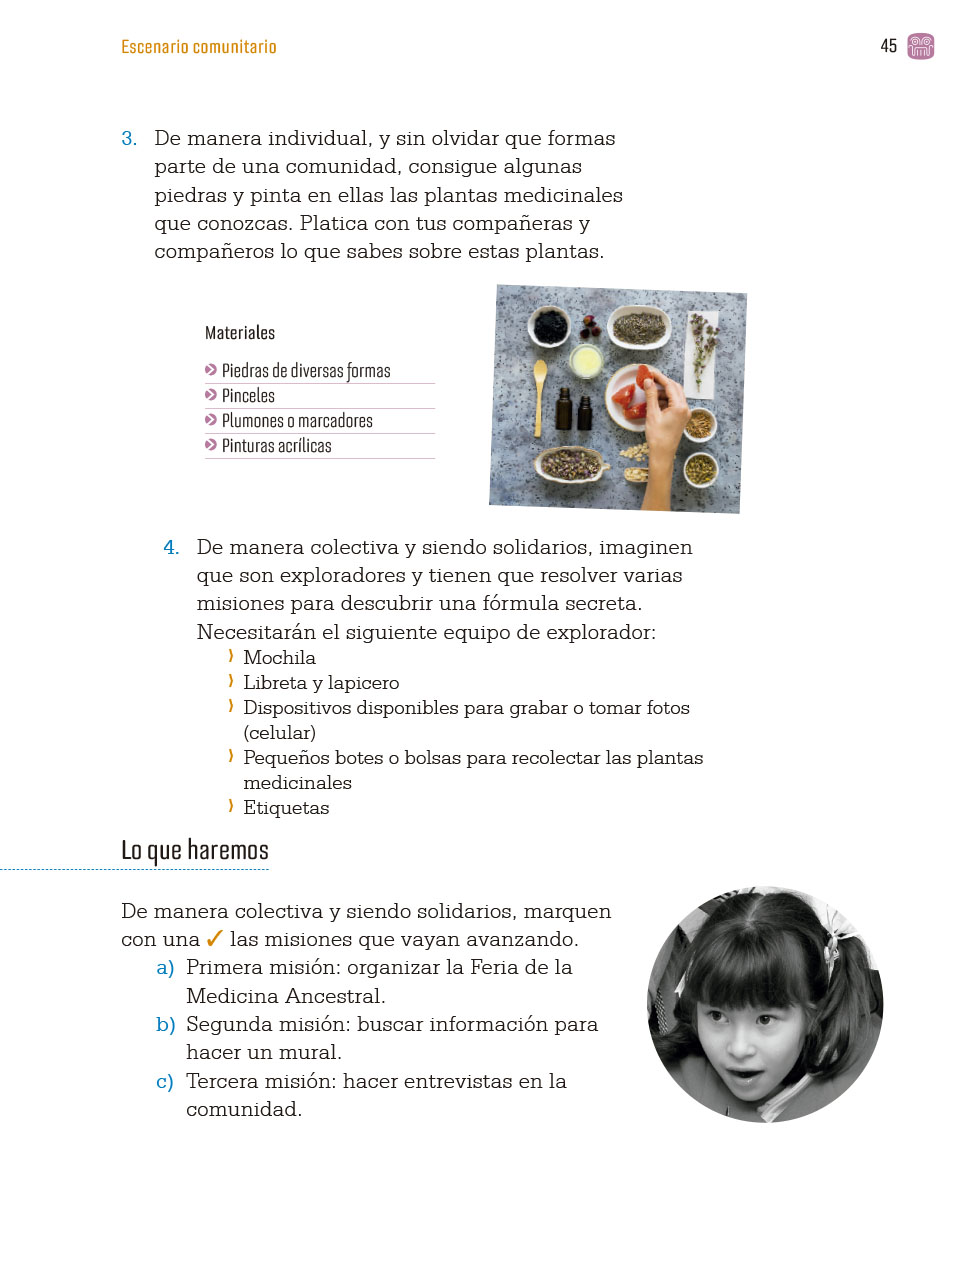 Escenario comunitario
45
3. De manera individual, y sin olvidar que formas
parte de una comunidad, consigue algunas
piedras y pinta en ellas las plantas medicinales
que conozcas. Platica con tus compañeras y
compañeros lo que sabes sobre estas plantas.
Materiales
Piedras de diversas formas
Pinceles
Plumones o marcadores
Pinturas acrílicas
4. De manera colectiva y siendo solidarios, imaginen
que son exploradores y tienen que resolver varias
misiones para descubrir una fórmula secreta.
Necesitarán el siguiente equipo de explorador:
⟩ Mochila
⟩ Libreta y lapicero
⟩ Dispositivos disponibles para grabar o tomar fotos
(celular)
⟩ Pequeños botes o bolsas para recolectar las plantas
medicinales
⟩ Etiquetas
Lo que haremos
De manera colectiva y siendo solidarios, marquen
con una ✓ las misiones que vayan avanzando.
a) Primera misión: organizar la Feria de la
Medicina Ancestral.
b) Segunda misión: buscar información para
hacer un mural.
c) Tercera misión: hacer entrevistas en la
comunidad.